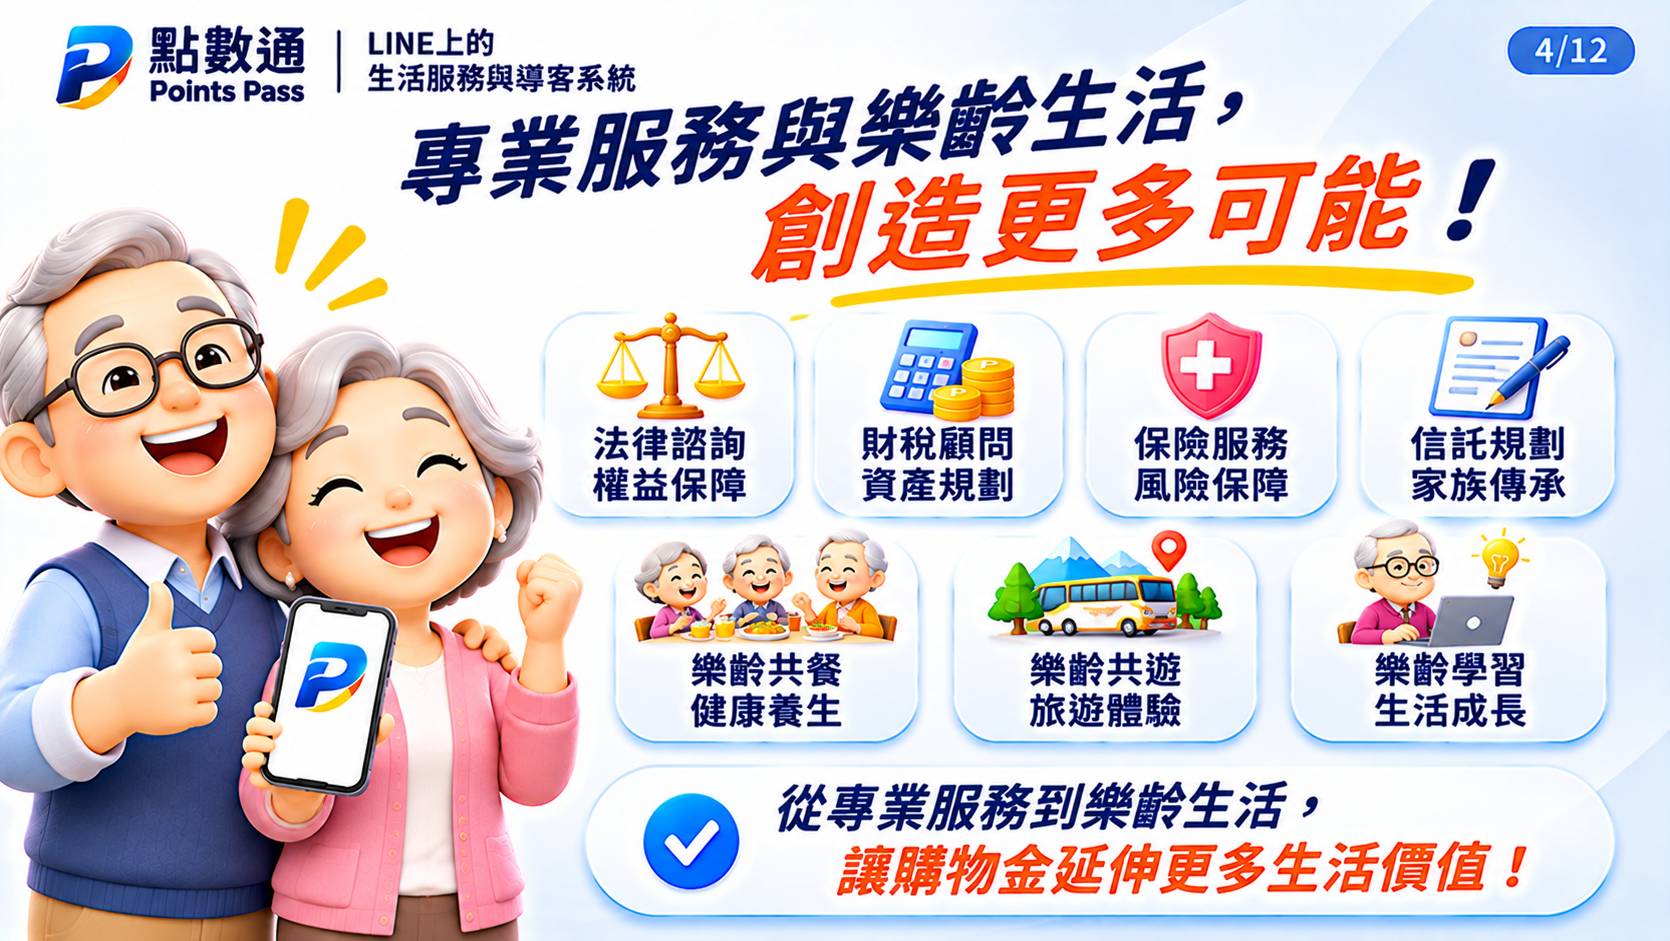 點數通
Points Pass
LINE上的
生活服務與導客系統
4/12
專業服務與樂齡生活，
創造更多可能！
法律諮詢
權益保障
財稅顧問
資產規劃
保險服務
風險保障
信託規劃
家族傳承
樂齡共餐
健康養生
樂齡共遊
旅遊體驗
樂齡學習
生活成長
從專業服務到樂齡生活，
讓購物金延伸更多生活價值！